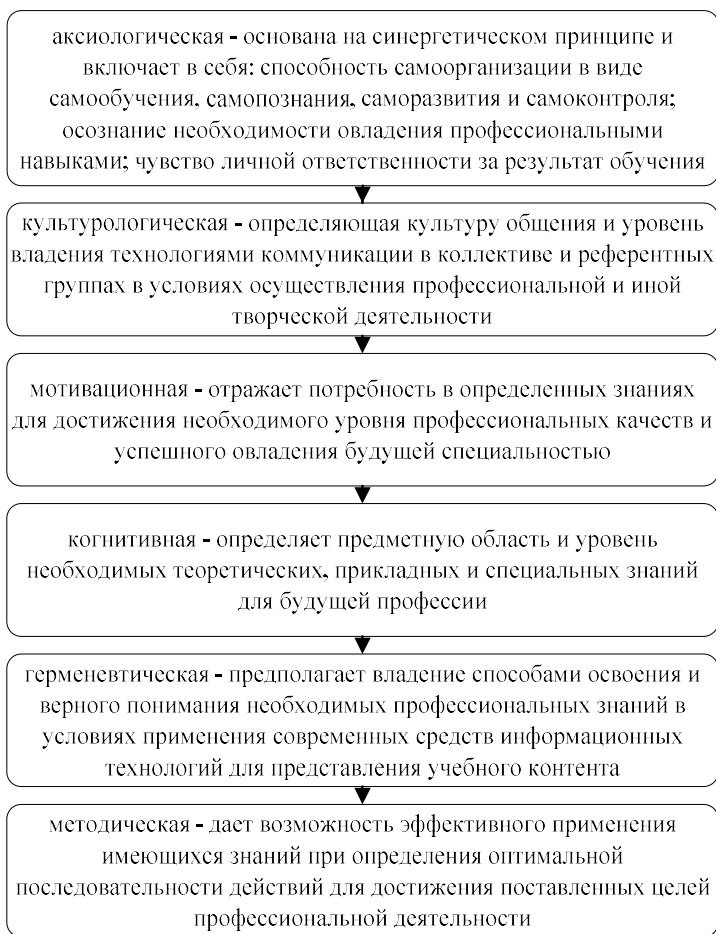 аксиологическая - основана на синергетическом принципе и
включает в себя: способность самоорганизации в виде
самообучения, самопознания, саморазвития и самоконтроля;
осознание необходимости овладения профессиональными
навыками; чувство личной ответственности за результат обучения
культурологическая - определяющая культуру общения и уровень
владения технологиями коммуникации в коллективе и референтных
группах в условиях осуществления профессиональной и иной
творческой деятельности
мотивационная - отражает потребность в определенных знаниях
для достижения необходимого уровня профессиональных качеств и
успешного овладения будущей специальностью
когнитивная - определяет предметную область и уровень
необходимых теоретических, прикладных и специальных знаний
для будущей профессии
герменевтическая - предполагает владение способами освоения и
верного понимания необходимых профессиональных знаний в
условиях применения современных средств информационных
технологий для представления учебного контента
методическая - дает возможность эффективного применения
имеющихся знаний при определения оптимальной
последовательности действий для достижения поставленных целей
профессиональной деятельности